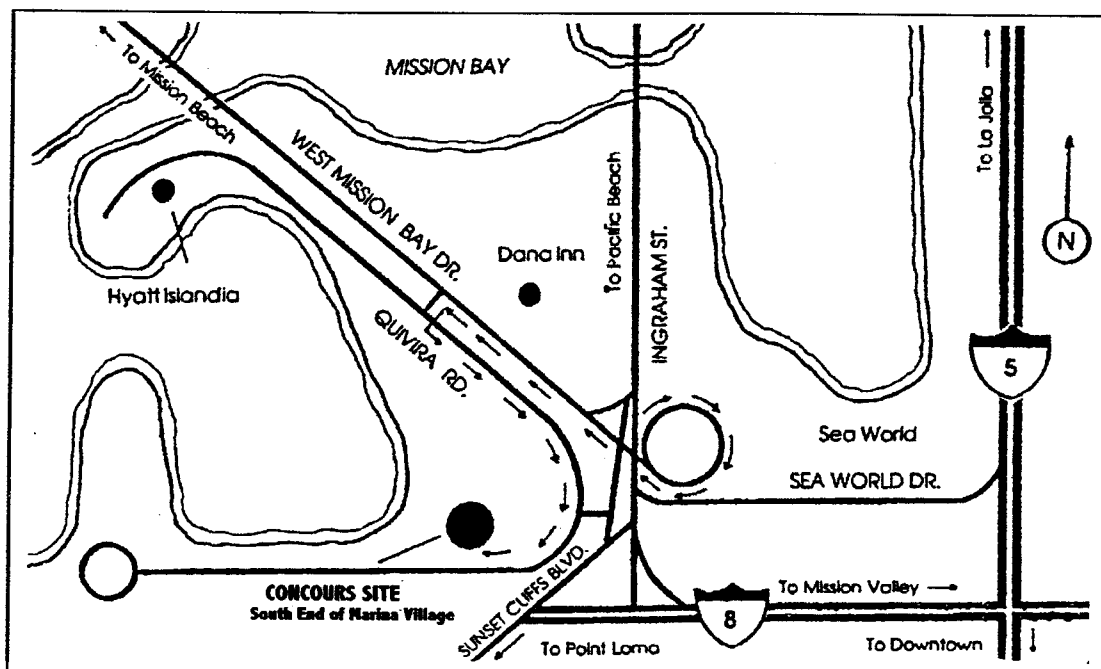 MISSION BAY
To Mission Beach
WEST MISSION BAY DR.
To Pacific Beach
INGRAHAM ST.
To La Jolla
N
Dana Inn
Hyatt Islandia
QUIVIRA RD.
5
Sea World
SEA WORLD DR.
CONCOURS SITE
South End of Marina Village
SUNSET CLIFFS BLVD.
To Mission Valley
8
To Point Loma
To Downtown